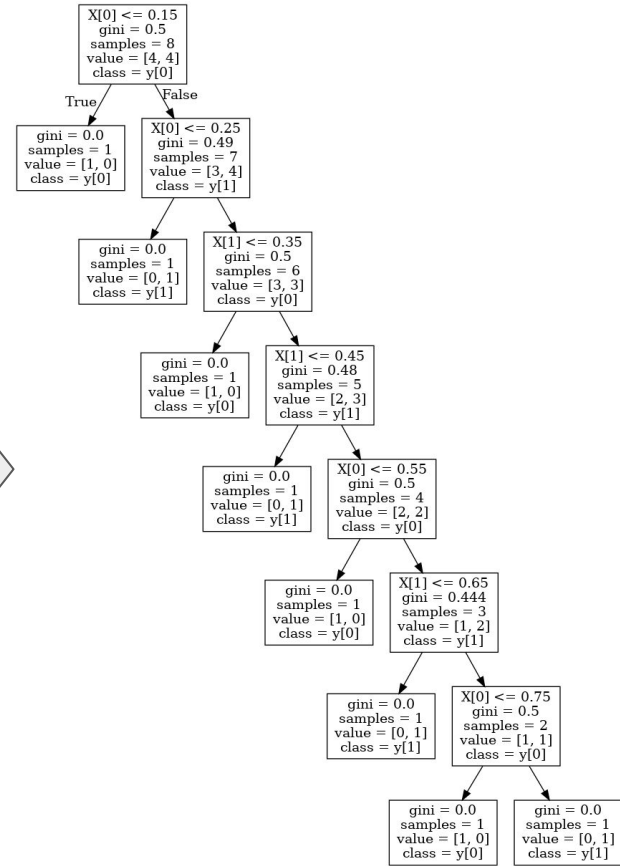 X[0] <= 0.15
gini = 0.5
samples = 8
value = [4, 4]
class = y[0]
True
False
gini = 0.0
samples = 1
value = [1, 0]
class = y[0]
X[0] <= 0.25
gini = 0.49
samples = 7
value = [3, 4]
class = y[1]
gini = 0.0
samples = 1
value = [0, 1]
class = y[1]
X[1] <= 0.35
gini = 0.5
samples = 6
value = [3, 3]
class = y[0]
gini = 0.0
samples = 1
value = [1, 0]
class = y[0]
X[1] <= 0.45
gini = 0.48
samples = 5
value = [2, 3]
class = y[1]
gini = 0.0
samples = 1
value = [0, 1]
class = y[1]
X[0] <= 0.55
gini = 0.5
samples = 4
value = [2, 2]
class = y[0]
gini = 0.0
samples = 1
value = [1, 0]
class = y[0]
X[1] <= 0.65
gini = 0.444
samples = 3
value = [1, 2]
class = y[1]
gini = 0.0
samples = 1
value = [0, 1]
class = y[1]
X[0] <= 0.75
gini = 0.5
samples = 2
value = [1, 1]
class = y[0]
gini = 0.0
samples = 1
value = [1, 0]
class = y[0]
gini = 0.0
samples = 1
value = [0, 1]
class = y[1]